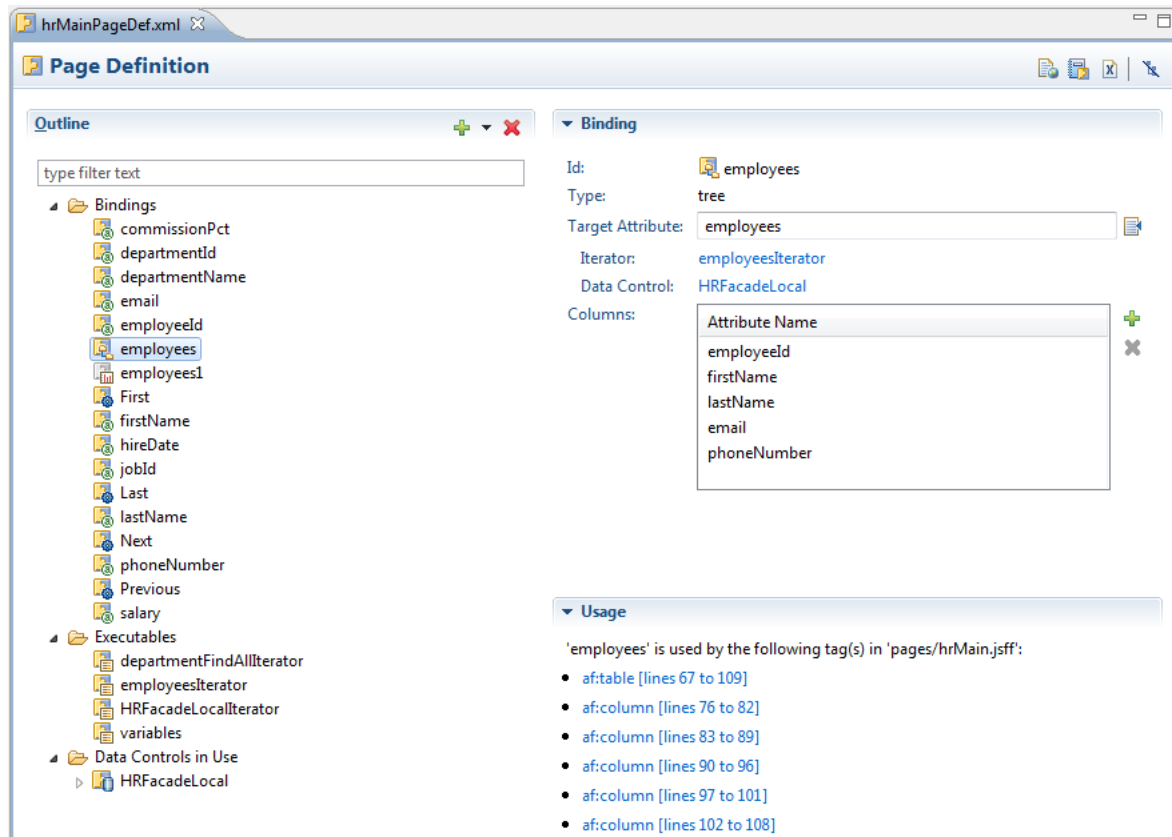 hrMainPageDef.xml
Page Definition
Outline
type filter text
Bindings
commissionPct
departmentId
departmentName
email
employeeId
employees
employees1
First
firstName
hireDate
jobId
Last
lastName
Next
phoneNumber
Previous
salary
Executables
departmentFindAllIterator
employeesIterator
HRFacadeLocalIterator
variables
Data Controls in Use
HRFacadeLocal
Binding
Id: employees
Type: tree
Target Attribute: employees
Iterator: employeesIterator
Data Control: HRFacadeLocal
Columns:
Attribute Name
employeeId
firstName
lastName
email
phoneNumber
Usage
'employees' is used by the following tag(s) in 'pages/hrMain.jsff':
• af:table [lines 67 to 109]
• af:column [lines 76 to 82]
• af:column [lines 83 to 89]
• af:column [lines 90 to 96]
• af:column [lines 97 to 101]
• af:column [lines 102 to 108]